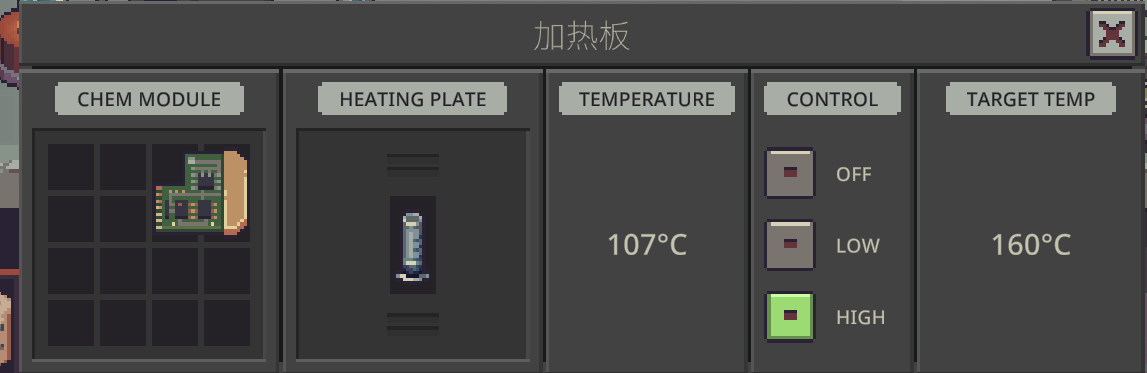 加热板
CHEM MODULE
HEATING PLATE
TEMPERATURE
CONTROL
TARGET TEMP
OFF
LOW
HIGH
107°C
160°C